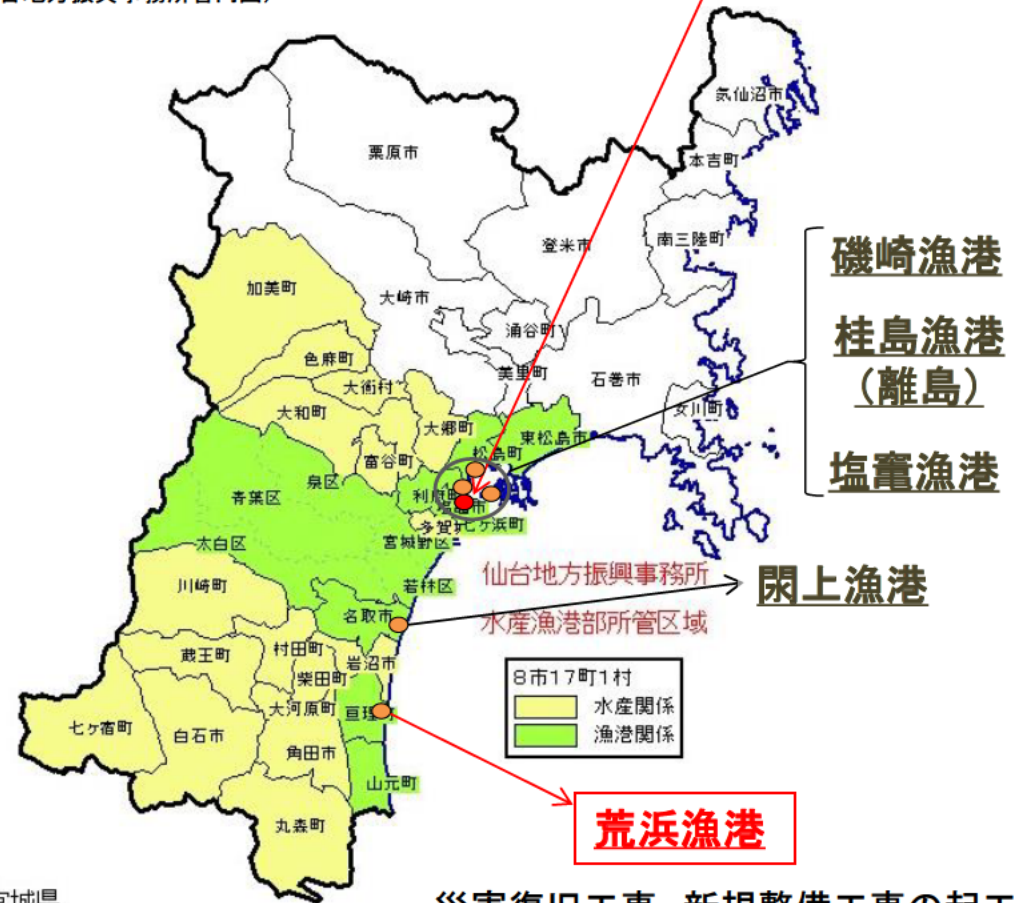 気仙沼市
本吉町
栗原市
登米市
南三陸町
磯崎漁港
加美町
大崎市
涌谷町
桂島漁港
(離島)
色麻町
美里町
石巻市
大衡村
女川町
大和町
大郷町
東松島市
松島町
富谷町
塩竈漁港
泉区
青葉区
利府町
七ヶ浜町
宮城野区
太白区
川崎町
若林区
仙台地方振興事務所
閖上漁港
名取市
水産漁港部所管区域
村田町
蔵王町
岩沼市
柴田町
8市17町1村
水産関係
漁港関係
大河原町
亘理町
七ヶ宿町
白石市
角田市
山元町
荒浜漁港
丸森町